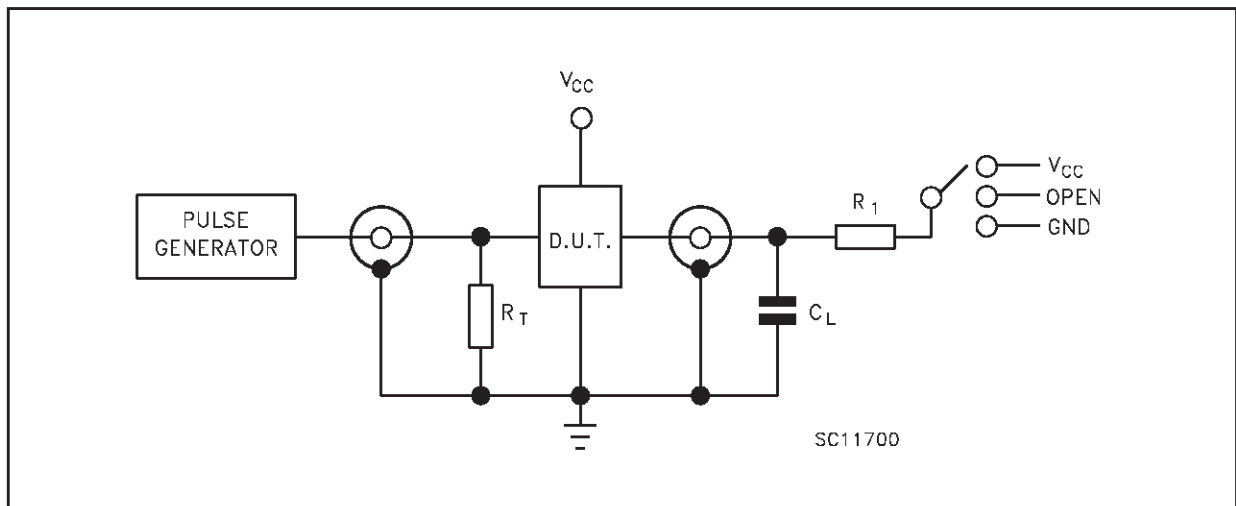 VCC
PULSE
GENERATOR
D.U.T.
RT
CL
R1
VCC
OPEN
GND
SC11700